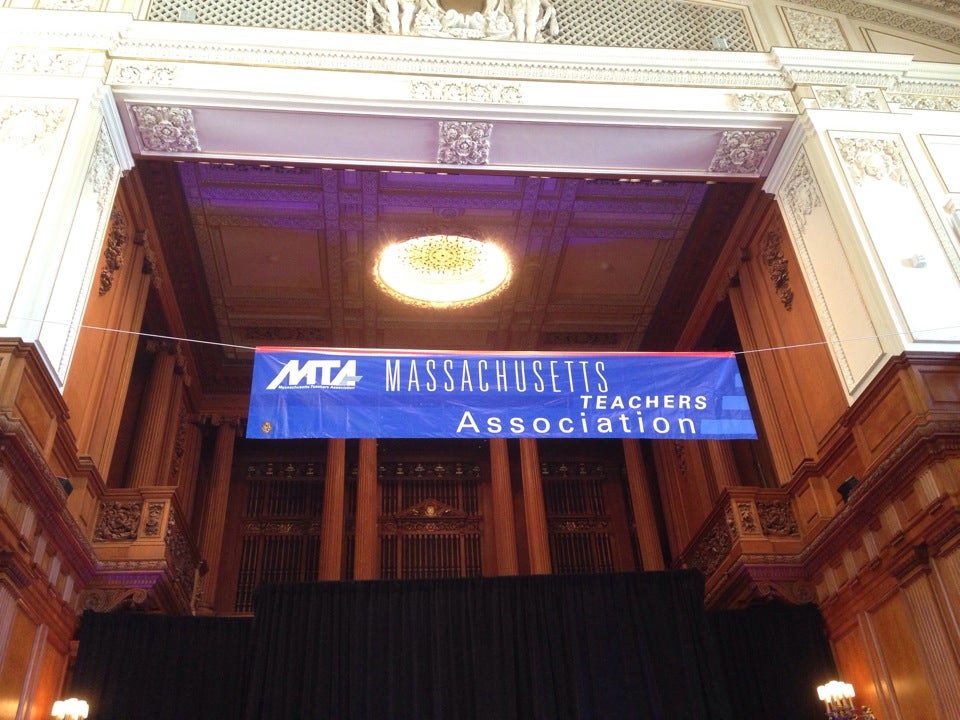 MTA
Massachusetts Teachers Association
MASSACHUSETTS
TEACHERS
Association